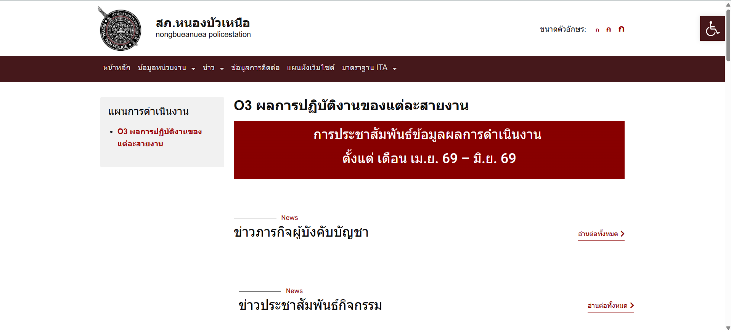 สภ.หนองบัวเหนือ
nongbueanuea policestation
ขนาดตัวอักษร: ก ก ก
หน้าหลัก ข้อมูลหน่วยงาน ข่าว ข้อมูลการติดต่อ แผนผังเว็บไซต์ มาตราฐาน ITA
แผนการดำเนินงาน
O3 ผลการปฏิบัติงานของ
แต่ละสายงาน
O3 ผลการปฏิบัติงานของแต่ละสายงาน
การประชาสัมพันธ์ข้อมูลผลการดำเนินงาน
ตั้งแต่ เดือน เม.ย. 69 – มิ.ย. 69
News
ข่าวภารกิจผู้บังคับบัญชา
อ่านต่อทั้งหมด
News
ข่าวประชาสัมพันธ์กิจกรรม
อ่านต่อทั้งหมด